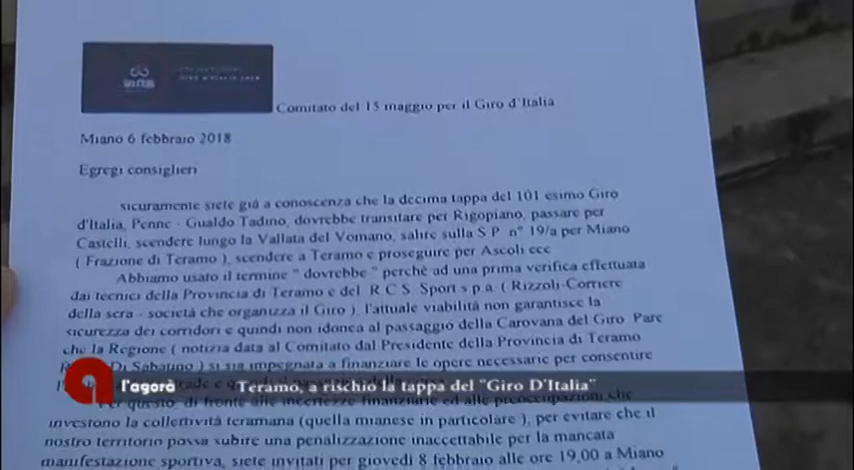 Comitato del 15 maggio per il Giro d'Italia
Miano 6 febbraio 2018
Egregi consiglieri
sicuramente siete già a conoscenza che la decima tappa del 101 esimo Giro
d'Italia, Penne - Gualdo Tadino, dovrebbe transitare per Rigopiano, passare per
Castelli, scendere lungo la Vallata del Vomano, salire sulla S.P. n° 19/a per Miano
( Frazione di Teramo ), scendere a Teramo e proseguire per Ascoli ecc
Abbiamo usato il termine " dovrebbe " perchè ad una prima verifica effettuata
dai tecnici della Provincia di Teramo e del R.C.S. Sport s.p.a. ( Rizzoli-Corriere
della sera - società che organizza il Giro ), l'attuale viabilità non garantisce la
sicurezza dei corridori e quindi non idonea al passaggio della Carovana del Giro. Pare
che la Regione ( notizia data al Comitato dal Presidente della Provincia di Teramo
Di Sabatino ) si sia impegnata a finanziare le opere necessarie per consentire
l'agorà Teramo, a rischio la tappa del "Giro D'Italia"
Per questo, di fronte alle incertezze finanziarie ed alle preoccupazioni che
investono la collettività teramana (quella mianese in particolare ), per evitare che il
nostro territorio possa subire una penalizzazione inaccettabile per la mancata
manifestazione sportiva, siete invitati per giovedì 8 febbraio alle ore 19,00 a Miano